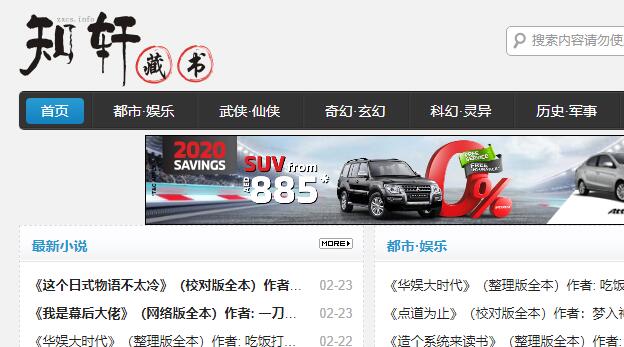 知轩
zxcs.info
藏书
搜索内容请勿使
首页 都市·娱乐 武侠·仙侠 奇幻·玄幻 科幻·灵异 历史·军事
2020
SAVINGS
SUV from
AED 885*
0%
FREE SERVICE
FREE INSURANCE
最新小说 MORE
《这个日式物语不太冷》（校对版全本）作者... 02-23
《我是幕后大佬》（网络版全本）作者: 一刀... 02-23
《华娱大时代》（整理版全本）作者: 吃饭打... 02-22
都市·娱乐
《华娱大时代》（整理版全本）作者: 吃饭
《点道为止》（校对版全本）作者：梦入神
《造个系统来读书》（整理版全本）作者: